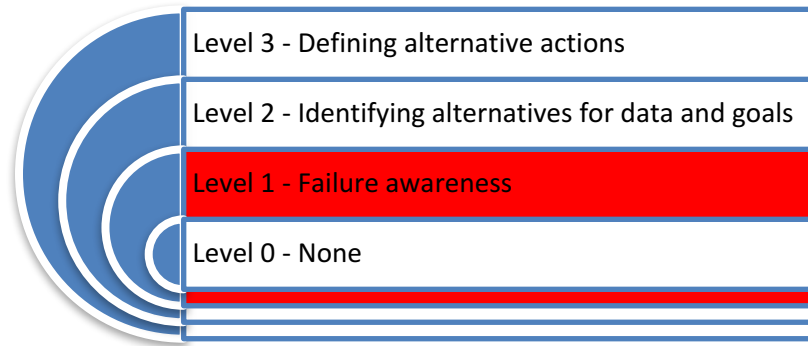 Level 3 - Defining alternative actions
Level 2 - Identifying alternatives for data and goals
Level 1 - Failure awareness
Level 0 - None